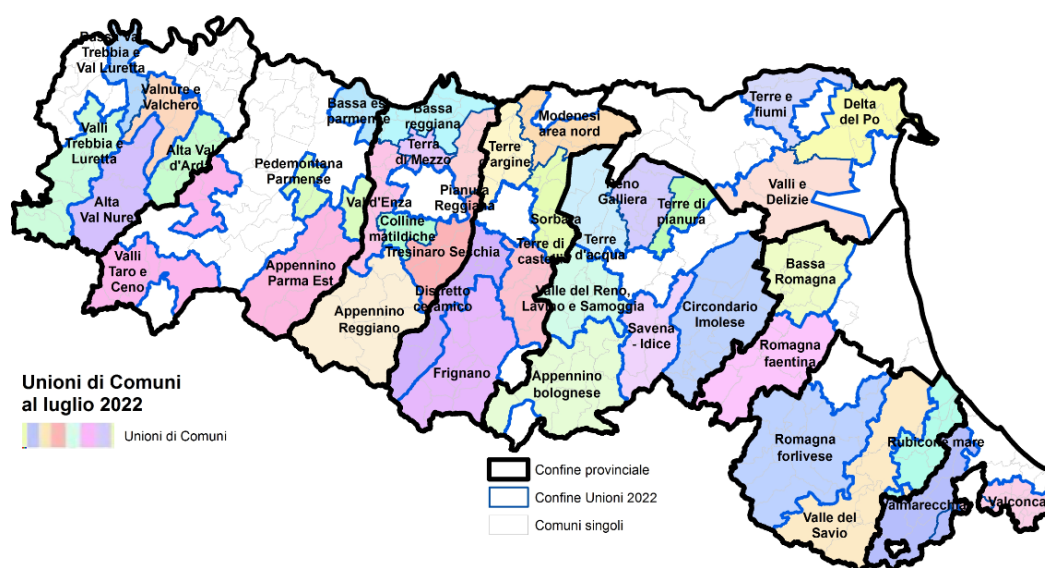 Bassa Val
Trebbia e
Val Luretta
Valnure e
Valchero
Valli
Trebbia e
Luretta
Alta Val
d'Arda
Alta
Val Nure
Pedemontana
Parmense
Valli
Taro e
Ceno
Appennino
Parma Est
Bassa est
parmense
Bassa
reggiana
Terra
di Mezzo
Val d'Enza
Pianura
Reggiana
Colline
matildiche
Tresinaro Secchia
Appennino
Reggiano
Distretto
ceramico
Frignano
Terre
d'argine
Modenesi
area nord
Sorbara
Terre di
castelli
Reno
Galliera
Terre di
pianura
Terre
d'acqua
Valle del Reno,
Lavino e Samoggia
Appennino
bolognese
Savena
- Idice
Circondario
Imolese
Terre e
fiumi
Delta
del Po
Valli e
Delizie
Bassa
Romagna
Romagna
faentina
Romagna
forlivese
Rubicone mare
Valle del
Savio
Valmarecchia
Valconca
Unioni di Comuni
al luglio 2022
Unioni di Comuni
Confine provinciale
Confine Unioni 2022
Comuni singoli